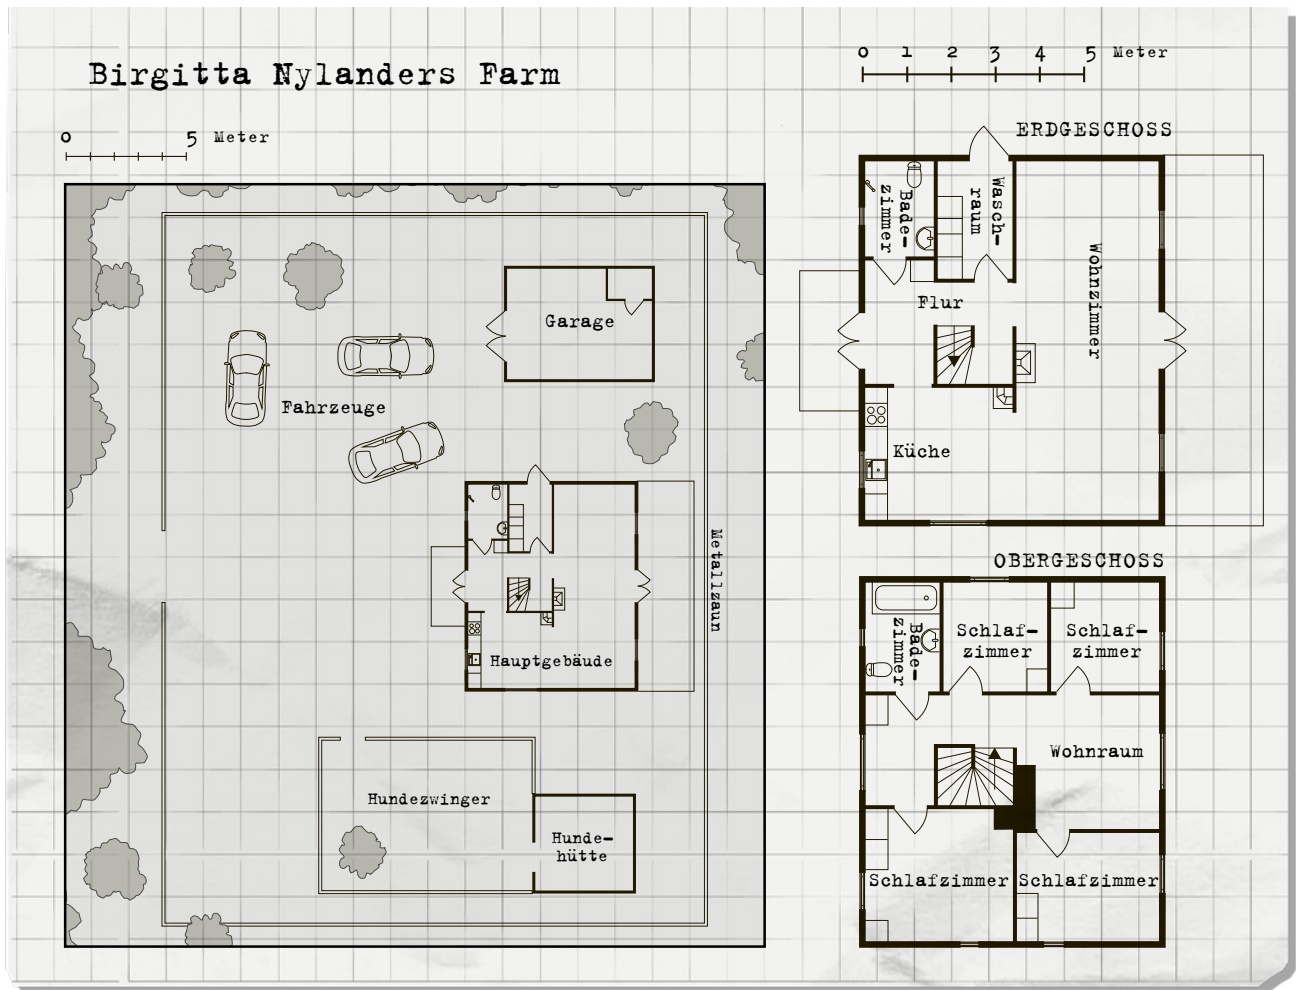 Birgitta Nylanders Farm
0 5 Meter
Garage
Fahrzeuge
Metallzaun
Hauptgebäude
Hundezwinger
Hunde-
hütte
0 1 2 3 4 5 Meter
ERDGESCHOSS
Bade-
zimmer
Wasch-
raum
Wohnzimmer
Flur
Küche
OBERGESCHOSS
Bade-
zimmer
Schlaf-
zimmer
Schlaf-
zimmer
Wohnraum
Schlafzimmer
Schlafzimmer